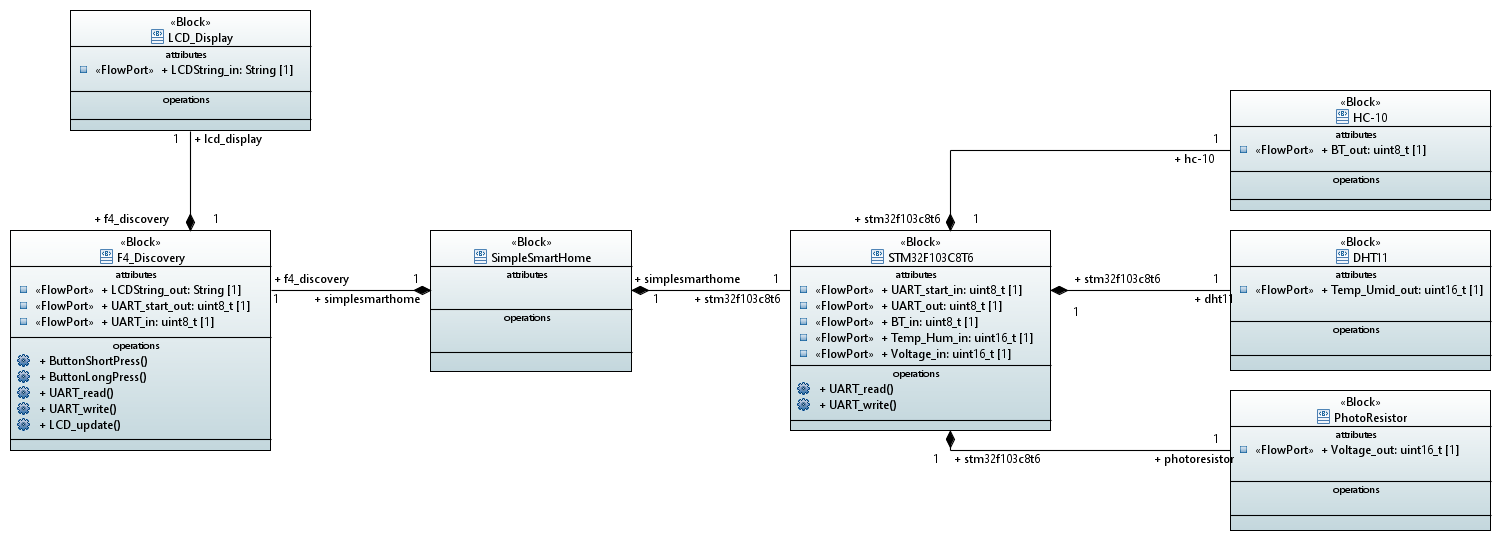 «Block»
LCD_Display
attributes
«FlowPort» + LCDString_in: String [1]
operations
1 + lcd_display
+ f4_discovery 1
«Block»
F4_Discovery
attributes
«FlowPort» + LCDString_out: String [1]
«FlowPort» + UART_start_out: uint8_t [1]
«FlowPort» + UART_in: uint8_t [1]
operations
+ ButtonShortPress()
+ ButtonLongPress()
+ UART_read()
+ UART_write()
+ LCD_update()
+ f4_discovery 1
1 + simplesmarthome
«Block»
SimpleSmartHome
attributes
operations
+ simplesmarthome 1
1 + stm32f103c8t6
«Block»
STM32F103C8T6
attributes
«FlowPort» + UART_start_in: uint8_t [1]
«FlowPort» + UART_out: uint8_t [1]
«FlowPort» + BT_in: uint8_t [1]
«FlowPort» + Temp_Hum_in: uint16_t [1]
«FlowPort» + Voltage_in: uint16_t [1]
operations
+ UART_read()
+ UART_write()
+ stm32f103c8t6 1
1
+ hc-10
«Block»
HC-10
attributes
«FlowPort» + BT_out: uint8_t [1]
operations
+ stm32f103c8t6 1
1 + dht11
«Block»
DHT11
attributes
«FlowPort» + Temp_Umid_out: uint16_t [1]
operations
1 + stm32f103c8t6
1
+ photoresistor
«Block»
PhotoResistor
attributes
«FlowPort» + Voltage_out: uint16_t [1]
operations